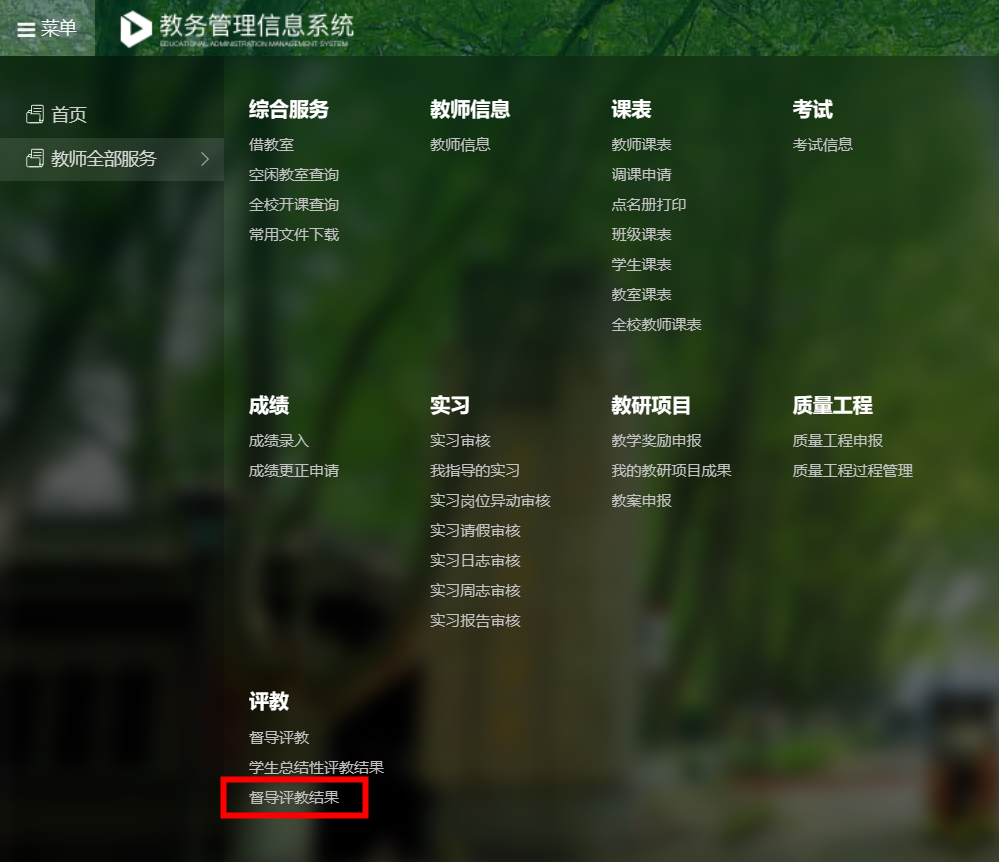 菜单
教务管理信息系统
EDUCATIONAL ADMINISTRATION MANAGEMENT SYSTEM
首页
教师全部服务
综合服务
借教室
空闲教室查询
全校开课查询
常用文件下载
教师信息
教师信息
课表
教师课表
调课申请
点名册打印
班级课表
学生课表
教室课表
全校教师课表
考试
考试信息
成绩
成绩录入
成绩更正申请
实习
实习审核
我指导的实习
实习岗位异动审核
实习请假审核
实习日志审核
实习周志审核
实习报告审核
教研项目
教学奖励申报
我的教研项目成果
教案申报
质量工程
质量工程申报
质量工程过程管理
评教
督导评教
学生总结性评教结果
督导评教结果